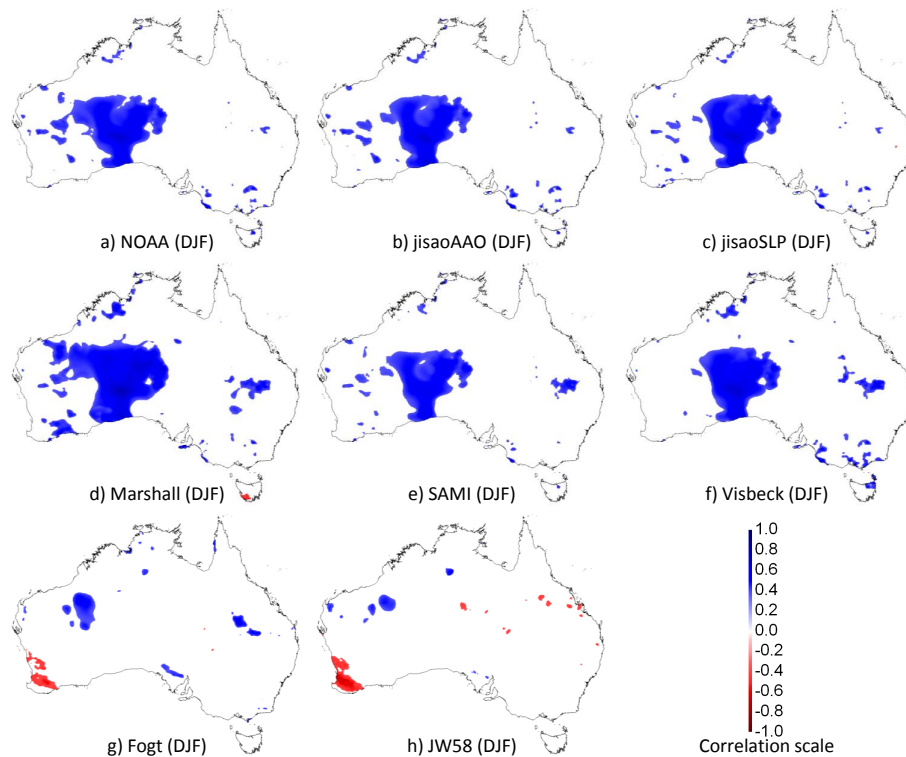 a) NOAA (DJF)
b) jisaoAAO (DJF)
c) jisaoSLP (DJF)
d) Marshall (DJF)
e) SAMI (DJF)
f) Visbeck (DJF)
g) Fogt (DJF)
h) JW58 (DJF)
1.0
0.8
0.6
0.4
0.2
0.0
-0.2
-0.4
-0.6
-0.8
-1.0
Correlation scale